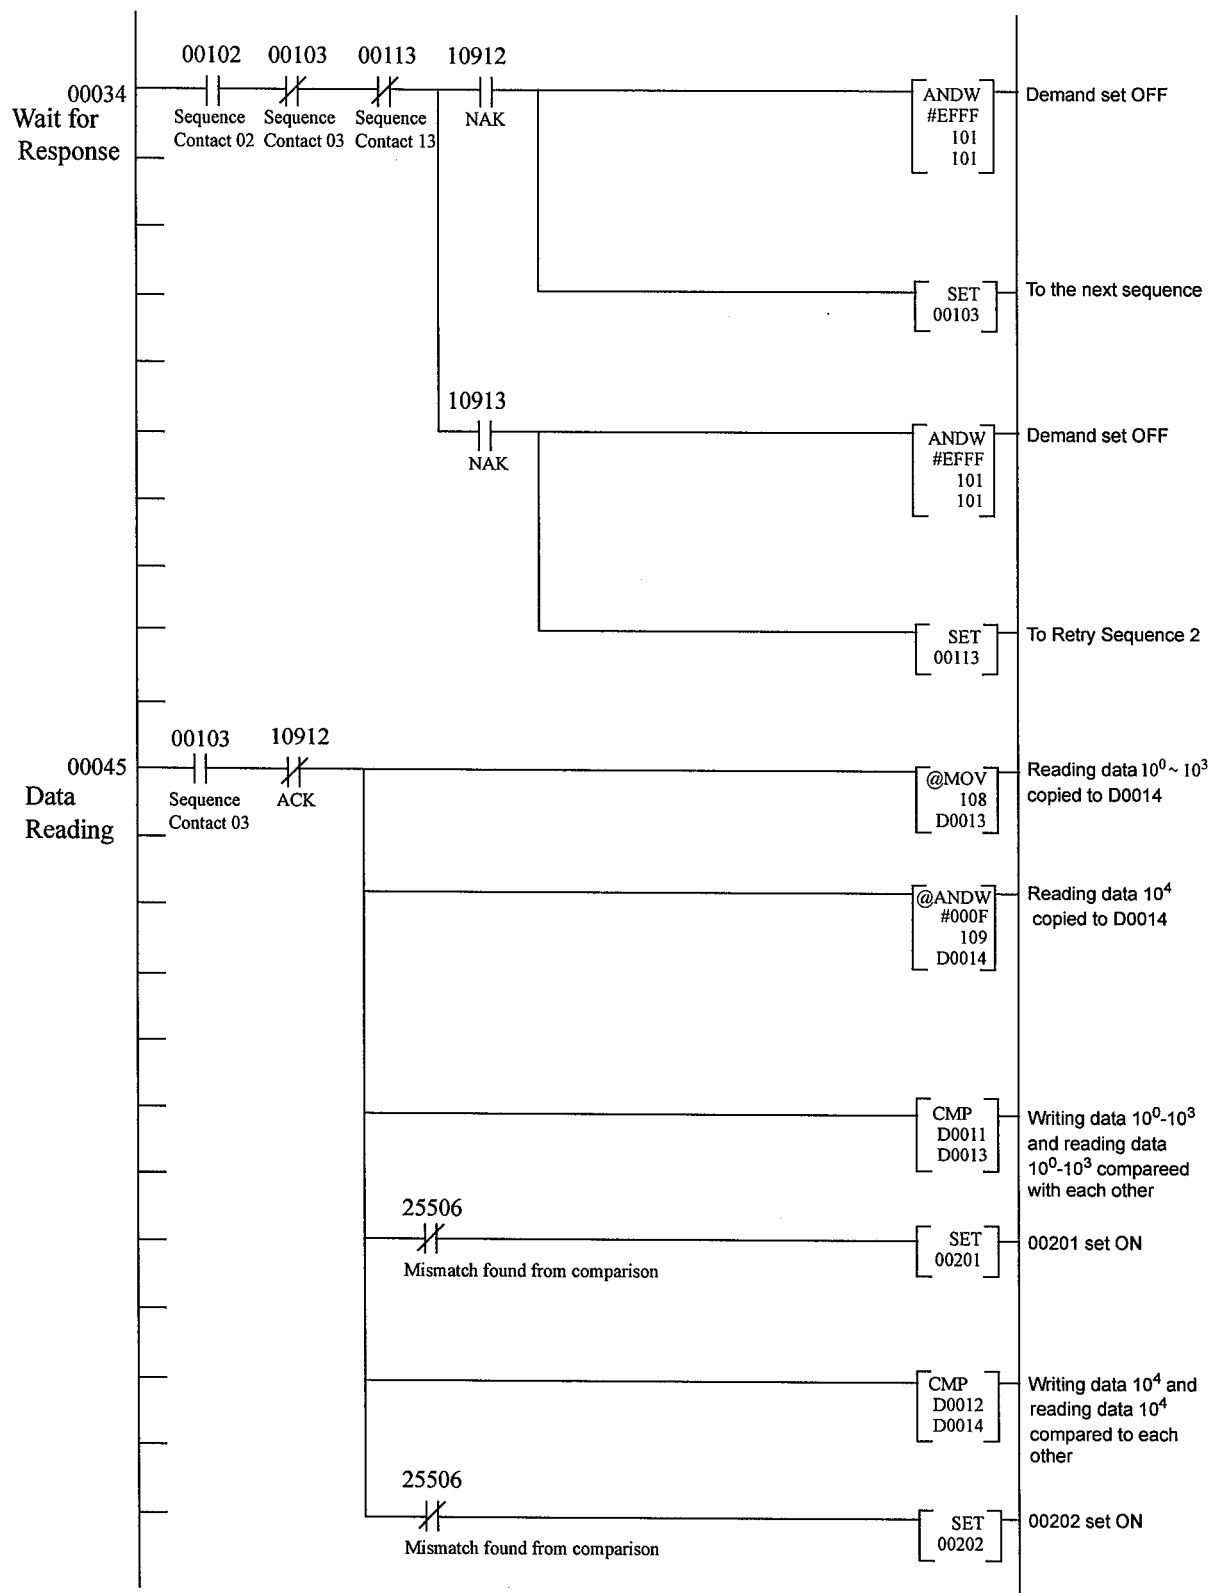 00102 00103 00113 10912
00034
Wait for
Response
Sequence Contact 02
Sequence Contact 03
Sequence Contact 13
NAK
ANDW
#EFFF
101
101
Demand set OFF
SET
00103
To the next sequence
10913
NAK
ANDW
#EFFF
101
101
Demand set OFF
SET
00113
To Retry Sequence 2
00103 10912
00045
Data
Reading
Sequence
Contact 03
ACK
@MOV
108
D0013
Reading data 10⁰ ~ 10³
copied to D0014
@ANDW
#000F
109
D0014
Reading data 10⁴
copied to D0014
CMP
D0011
D0013
Writing data 10⁰-10³
and reading data
10⁰-10³ compareed
with each other
25506
Mismatch found from comparison
SET
00201
00201 set ON
CMP
D0012
D0014
Writing data 10⁴ and
reading data 10⁴
compared to each
other
25506
Mismatch found from comparison
SET
00202
00202 set ON